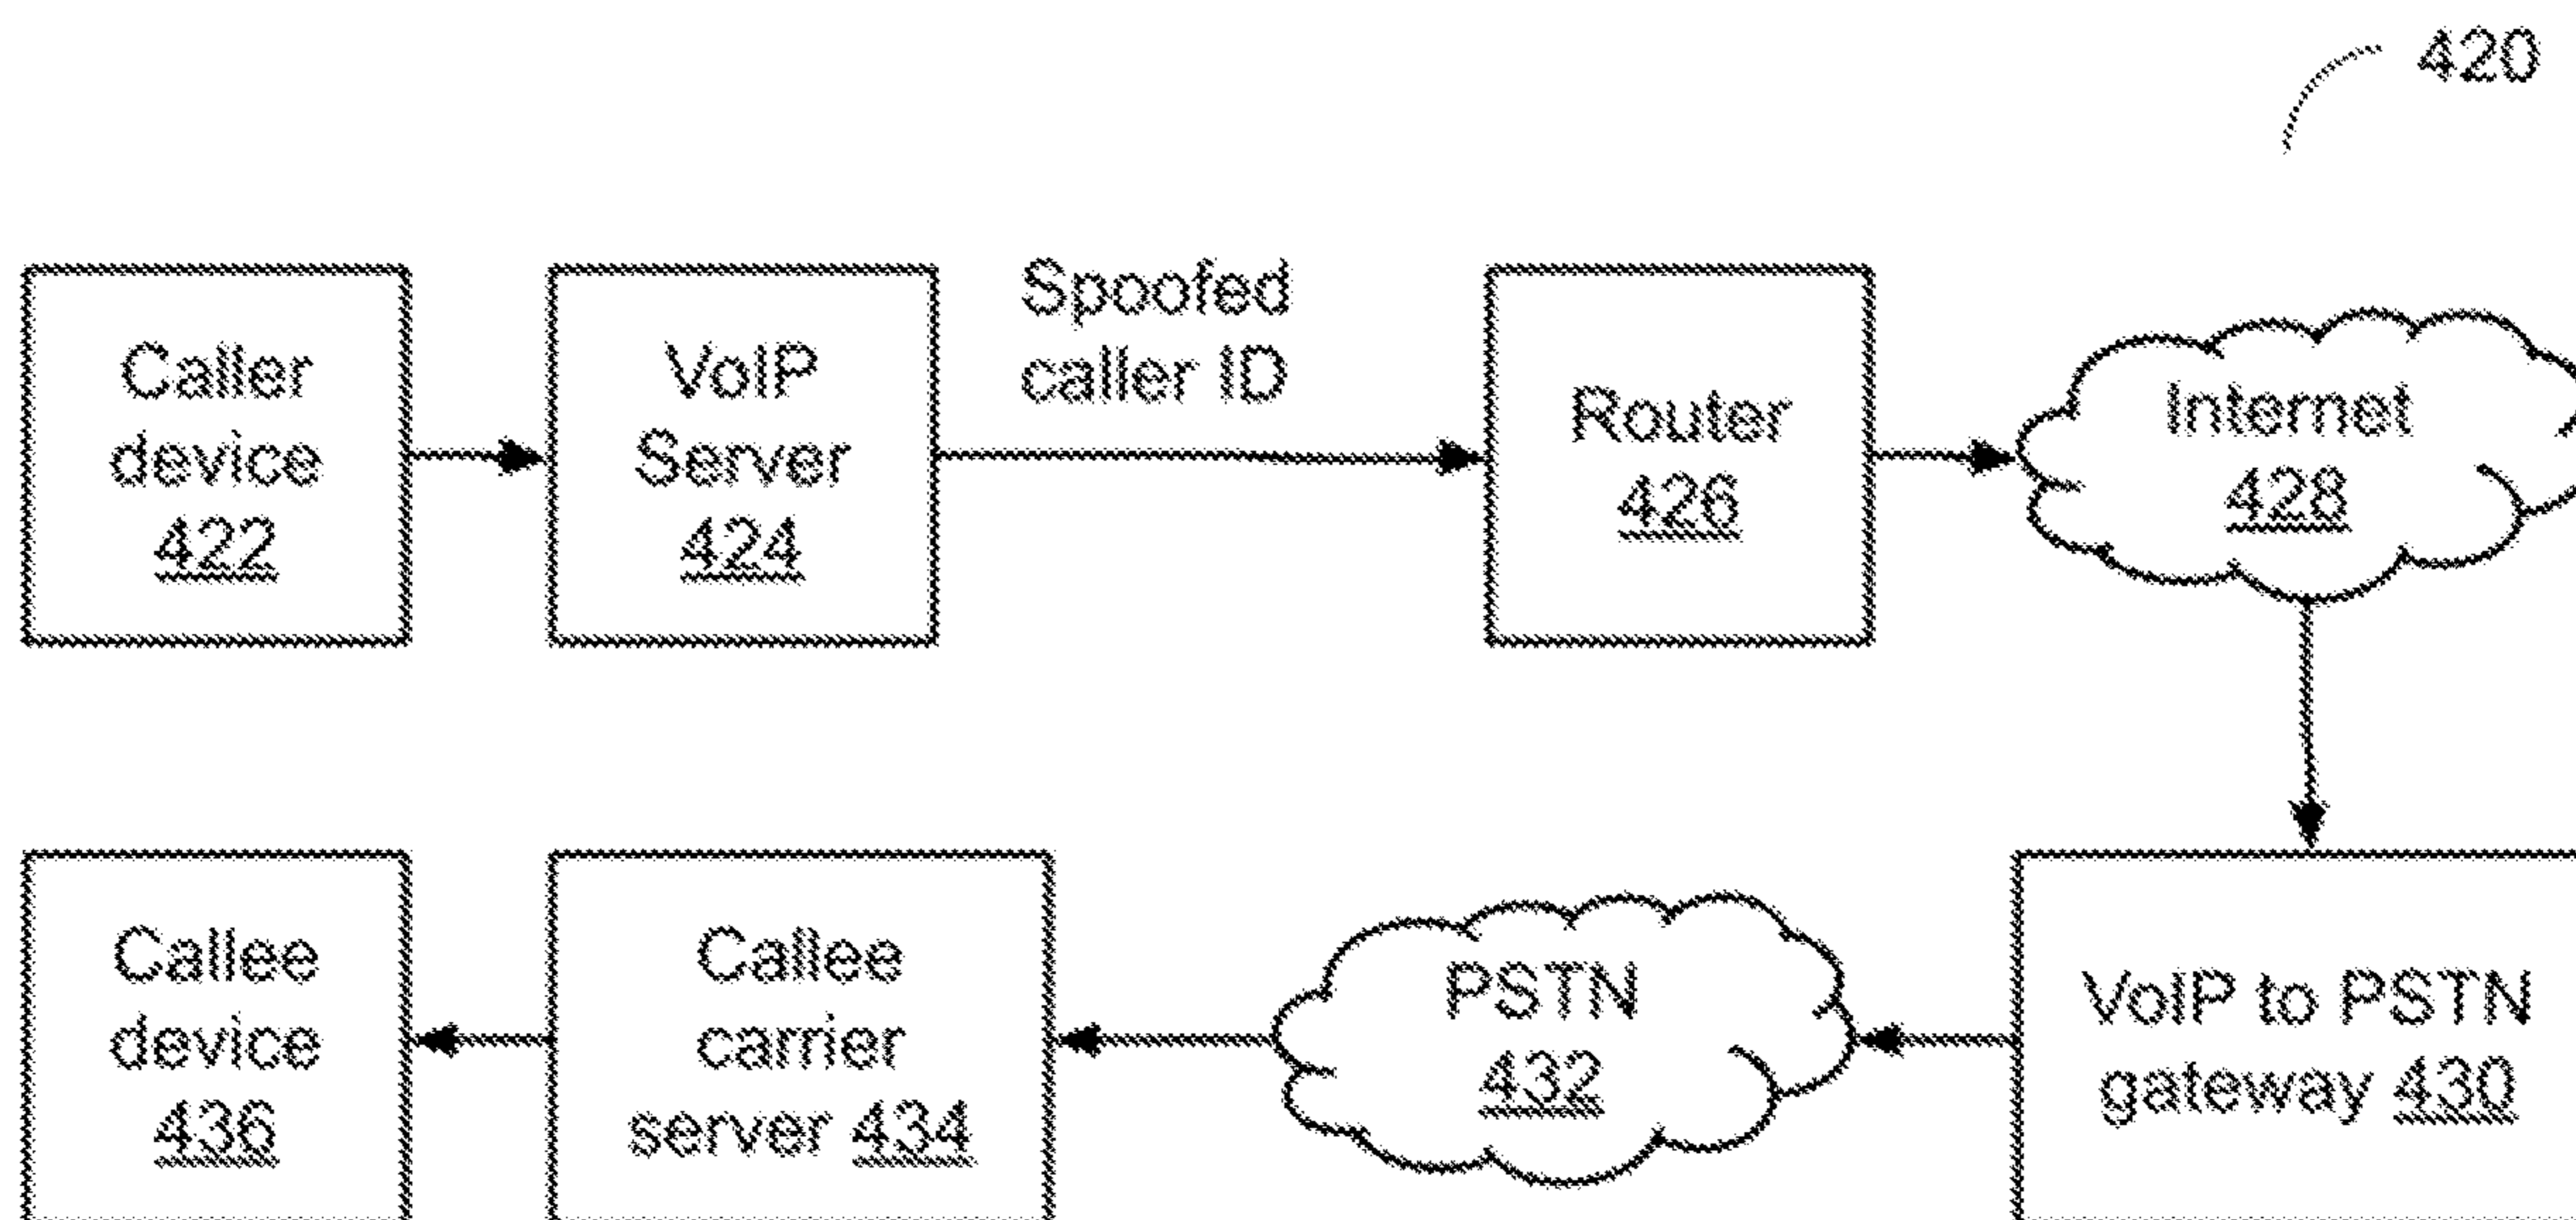 420
Caller
device
422
VoIP
Server
424
Spoofed
caller ID
Router
426
Internet
428
Callee
device
436
Callee
carrier
server 434
PSTN
432
VoIP to PSTN
gateway 430